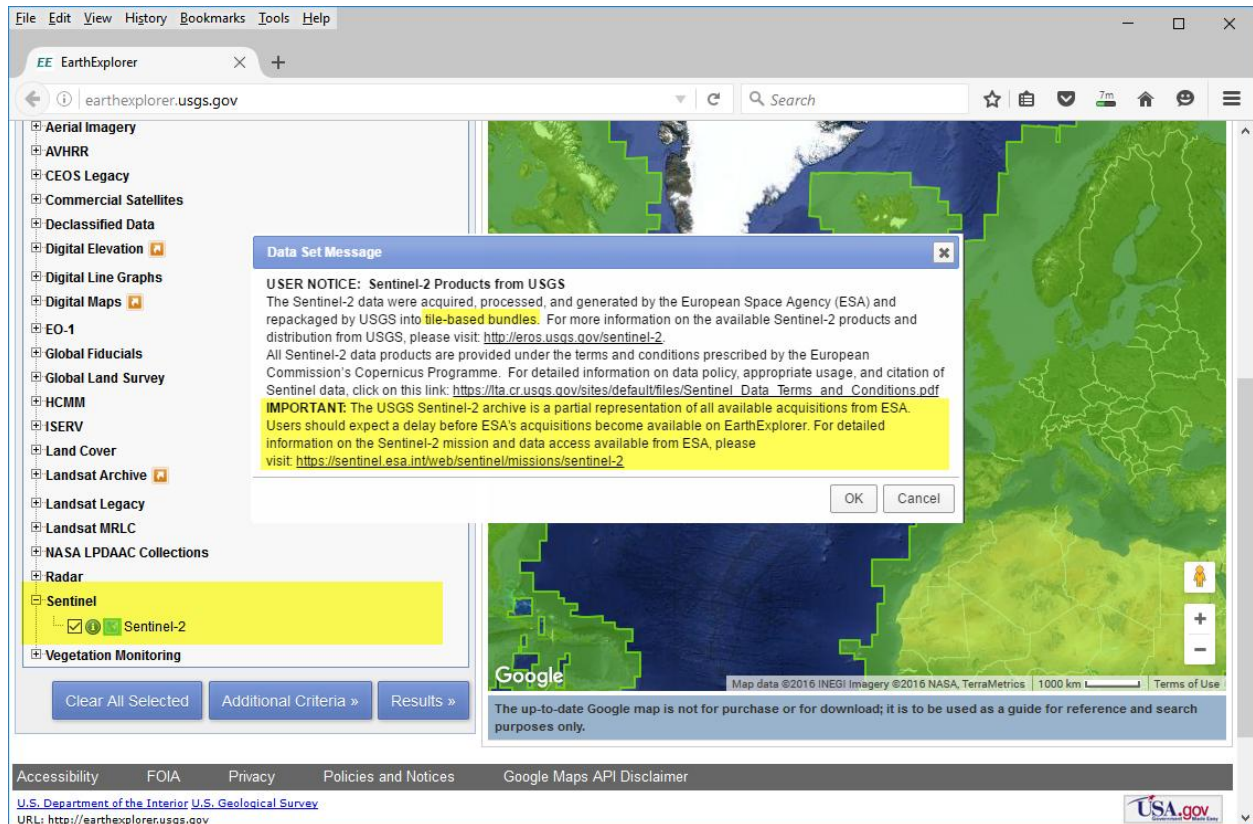 File Edit View History Bookmarks Tools Help
EE EarthExplorer
earthexplorer.usgs.gov
Search
7m
Aerial Imagery
AVHRR
CEOS Legacy
Commercial Satellites
Declassified Data
Digital Elevation
Digital Line Graphs
Digital Maps
EO-1
Global Fiducials
Global Land Survey
HCMM
ISERV
Land Cover
Landsat Archive
Landsat Legacy
Landsat MRLC
NASA LPDAAC Collections
Radar
Sentinel
Sentinel-2
Vegetation Monitoring
Clear All Selected
Additional Criteria »
Results »
Data Set Message
USER NOTICE: Sentinel-2 Products from USGS
The Sentinel-2 data were acquired, processed, and generated by the European Space Agency (ESA) and
repackaged by USGS into tile-based bundles. For more information on the available Sentinel-2 products and
distribution from USGS, please visit: http://eros.usgs.gov/sentinel-2.
All Sentinel-2 data products are provided under the terms and conditions prescribed by the European
Commission's Copernicus Programme. For detailed information on data policy, appropriate usage, and citation of
Sentinel data, click on this link: https://lta.cr.usgs.gov/sites/default/files/Sentinel_Data_Terms_and_Conditions.pdf
IMPORTANT: The USGS Sentinel-2 archive is a partial representation of all available acquisitions from ESA.
Users should expect a delay before ESA's acquisitions become available on EarthExplorer. For detailed
information on the Sentinel-2 mission and data access available from ESA, please
visit: https://sentinel.esa.int/web/sentinel/missions/sentinel-2
OK
Cancel
Google
Map data ©2016 INEGI Imagery ©2016 NASA, TerraMetrics
1000 km
Terms of Use
The up-to-date Google map is not for purchase or for download; it is to be used as a guide for reference and search
purposes only.
Accessibility FOIA Privacy Policies and Notices Google Maps API Disclaimer
U.S. Department of the Interior U.S. Geological Survey
URL: http://earthexplorer.usgs.gov
USA.gov